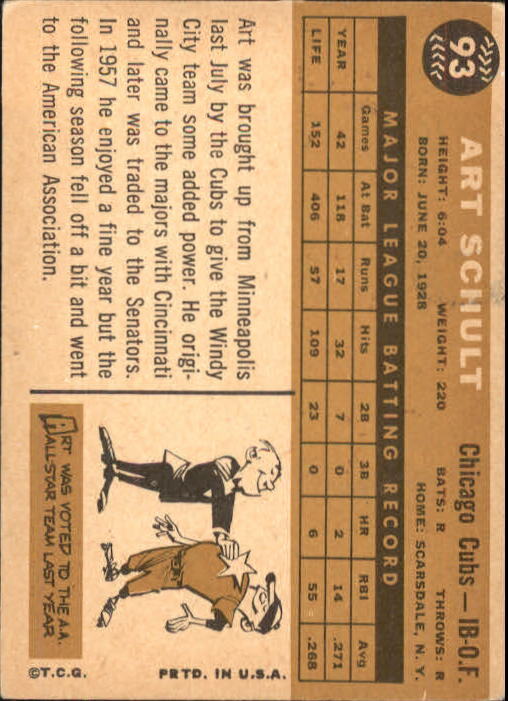 93
ART SCHULT
Chicago Cubs — 1B-O.F.
HEIGHT: 6:04 WEIGHT: 220 BATS: R THROWS: R
BORN: JUNE 20, 1928 HOME: SCARSDALE, N. Y.
MAJOR LEAGUE BATTING RECORD
Games At Bat Runs Hits 2B 3B HR RBI Avg
YEAR 42 118 17 32 7 0 2 14 .271
LIFE 152 406 57 109 23 0 6 55 .268
Art was brought up from Minneapolis
last July by the Cubs to give the Windy
City team some added power. He origi-
nally came to the majors with Cincinnati
and later was traded to the Senators.
In 1957 he enjoyed a fine year but the
following season fell off a bit and went
to the American Association.
ART WAS VOTED TO THE A.A.
ALL-STAR TEAM LAST YEAR
©T.C.G. PRTD. IN U.S.A.